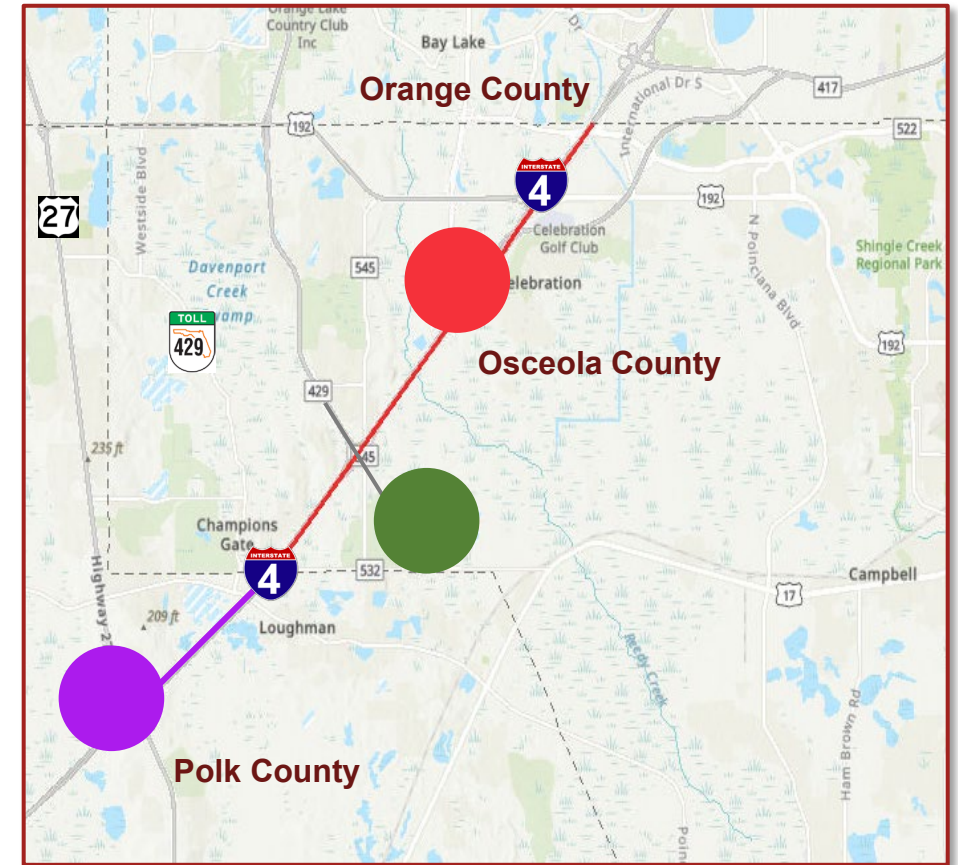 Orange Lake
Country Club
Inc
Bay Lake
Dr
Orange County
International Dr S
417
192
522
INTERSTATE
4
192
27
Westside Blvd
Celebration
Golf Club
N Poinciana Blvd
Shingle Creek
Regional Park
Davenport
Creek
545
elebration
TOLL
429
192
Osceola County
429
235 ft
45
Champions
Gate
INTERSTATE
4
532
Campbell
17
Highway 2
209 ft
Loughman
Reedy Creek
Ham Brown Rd
Polk County
Poin